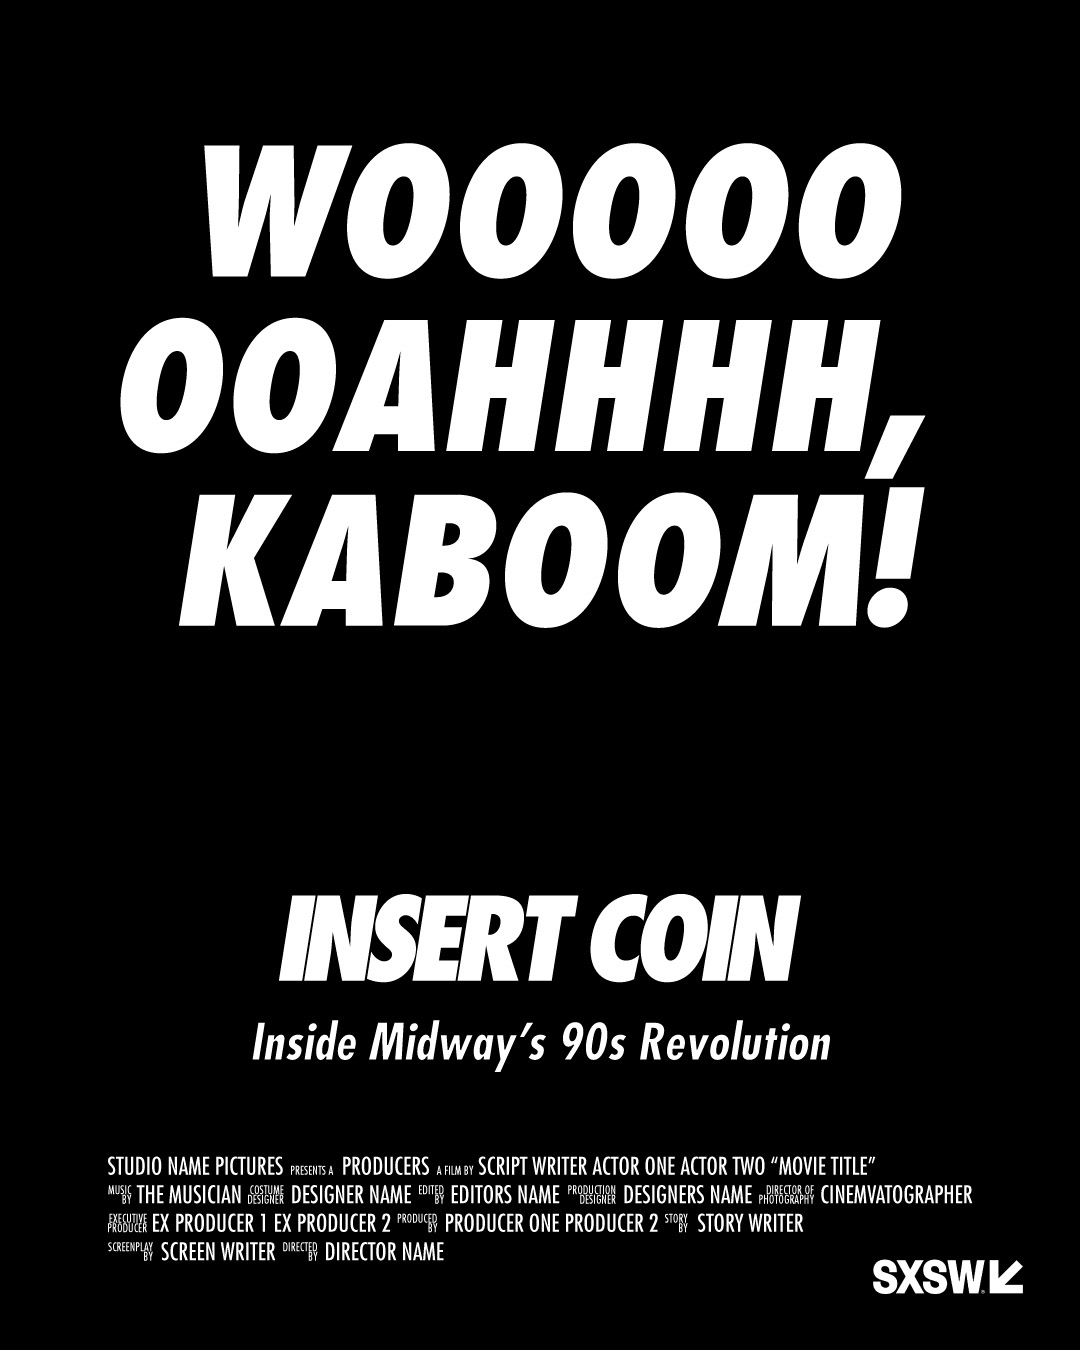 WOOOOO
OOAHHHH,
KABOOM!
INSERT COIN
Inside Midway’s 90s Revolution
STUDIO NAME PICTURES PRESENTS A PRODUCERS A FILM BY SCRIPT WRITER ACTOR ONE ACTOR TWO “MOVIE TITLE”
MUSIC BY THE MUSICIAN COSTUME DESIGNER DESIGNER NAME EDITED BY EDITORS NAME PRODUCTION DESIGNER DESIGNERS NAME DIRECTOR OF PHOTOGRAPHY CINEMVATOGRAPHER
EXECUTIVE PRODUCER EX PRODUCER 1 EX PRODUCER 2 PRODUCED BY PRODUCER ONE PRODUCER 2 STORY BY STORY WRITER
SCREENPLAY BY SCREEN WRITER DIRECTED BY DIRECTOR NAME
SXSW